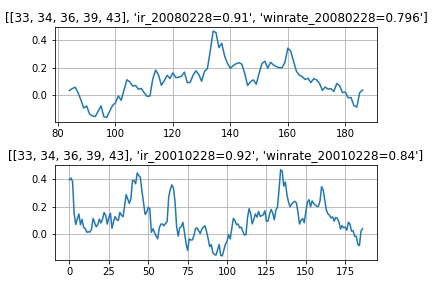 [[33, 34, 36, 39, 43], 'ir_20080228=0.91', 'winrate_20080228=0.796']
0.4
0.2
0.0
80 100 120 140 160 180
[[33, 34, 36, 39, 43], 'ir_20010228=0.92', 'winrate_20010228=0.84']
0.4
0.2
0.0
0 25 50 75 100 125 150 175